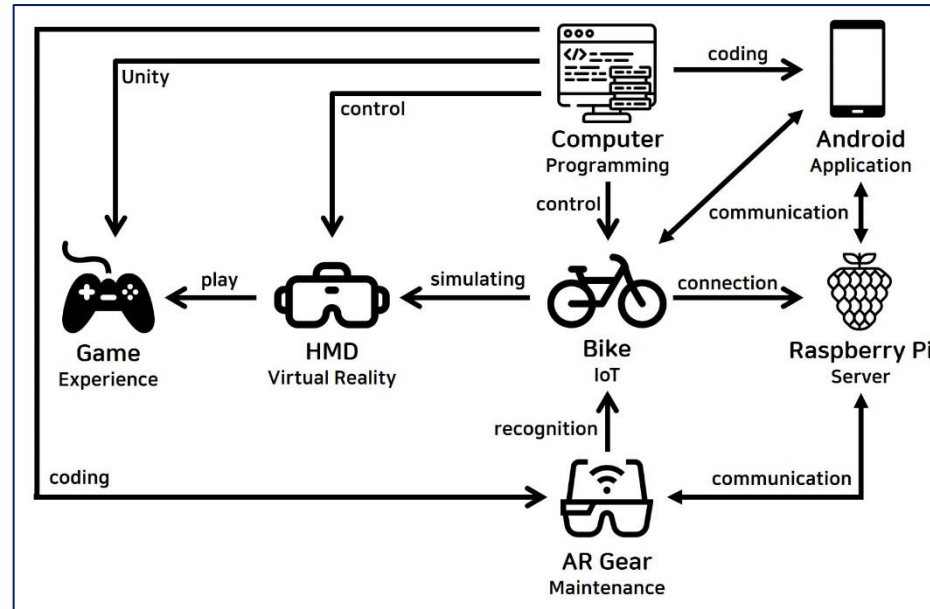 coding
Unity
control
Computer
Programming
Android
Application
control
communication
play
simulating
connection
Game
Experience
HMD
Virtual Reality
Bike
IoT
Raspberry Pi
Server
recognition
coding
communication
AR Gear
Maintenance